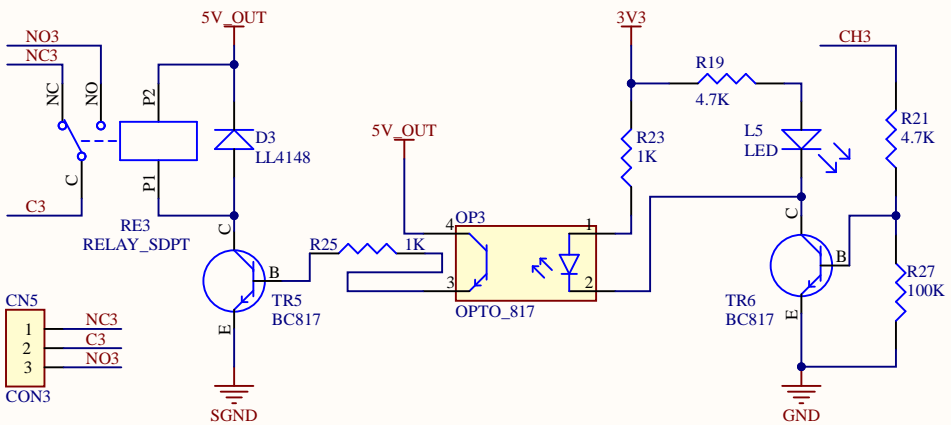 5V_OUT
3V3
CH3
NO3
NC3
NC
NO
P2
D3
LL4148
C
P1
C3
RE3
RELAY_SDPT
R19
4.7K
R21
4.7K
5V_OUT
R23
1K
L5
LED
OP3
4
1
3
2
OPTO_817
R25
1K
C
B
E
TR5
BC817
SGND
C
B
E
TR6
BC817
R27
100K
GND
CN5
1
NC3
2
C3
3
NO3
CON3